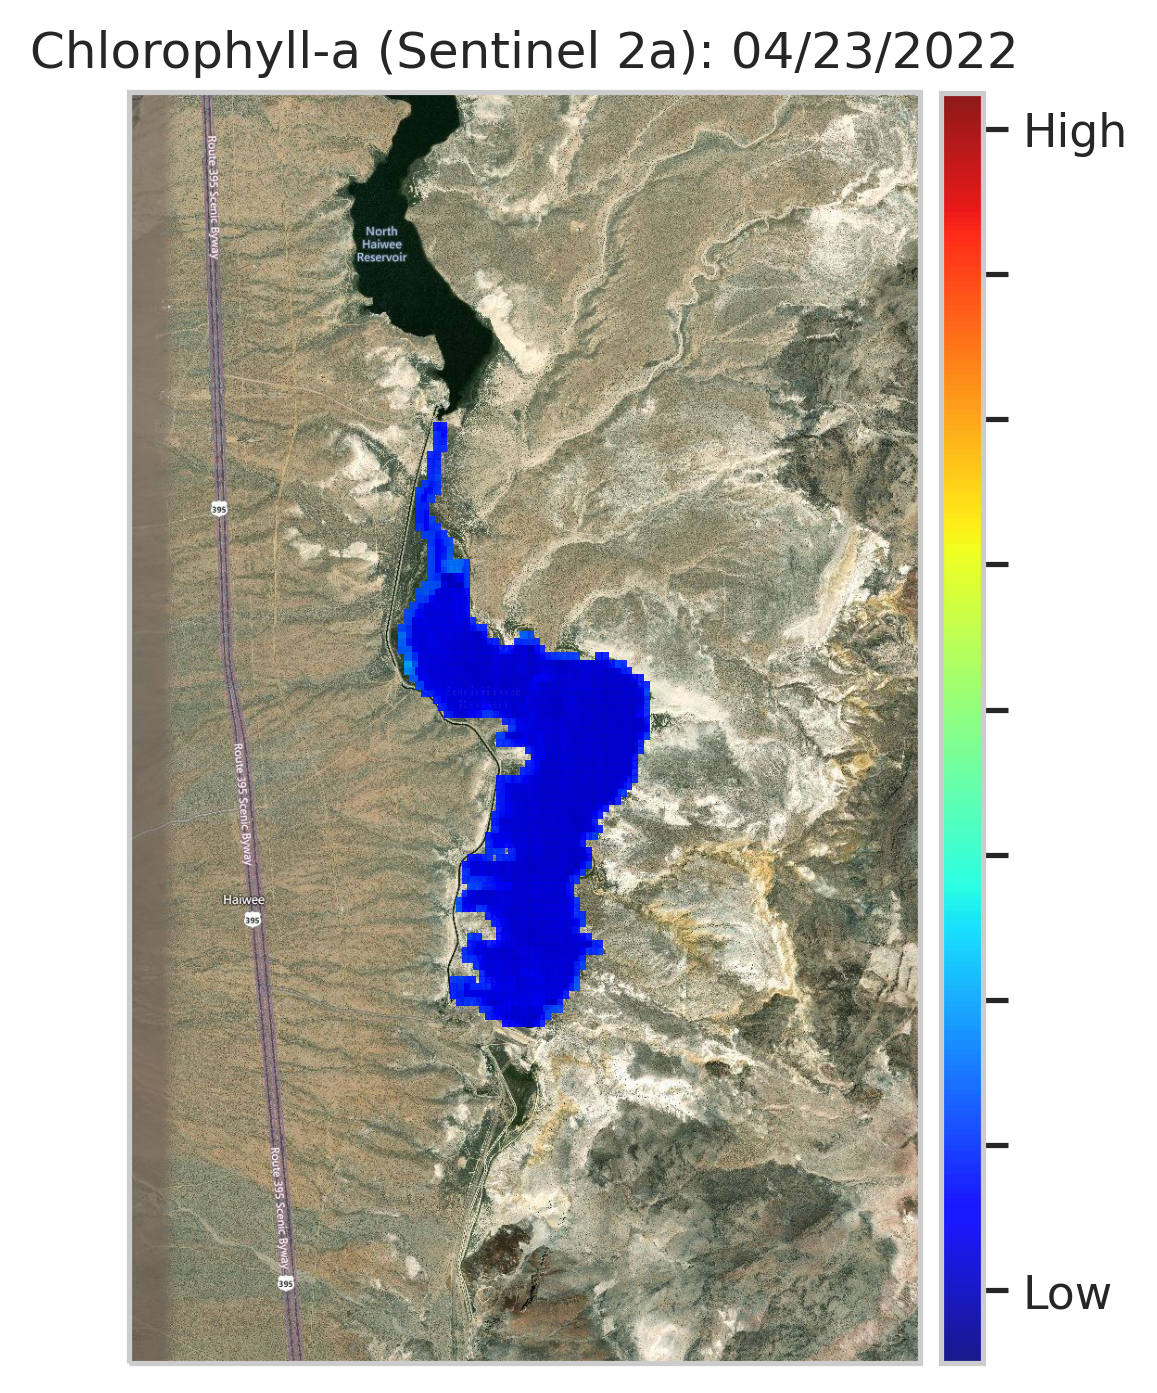 Chlorophyll-a (Sentinel 2a): 04/23/2022
High
Route 395 Scenic Byway
North
Haiwee
Reservoir
395
Route 395 Scenic Byway
Haiwee
395
Route 395 Scenic Byway
395
Low